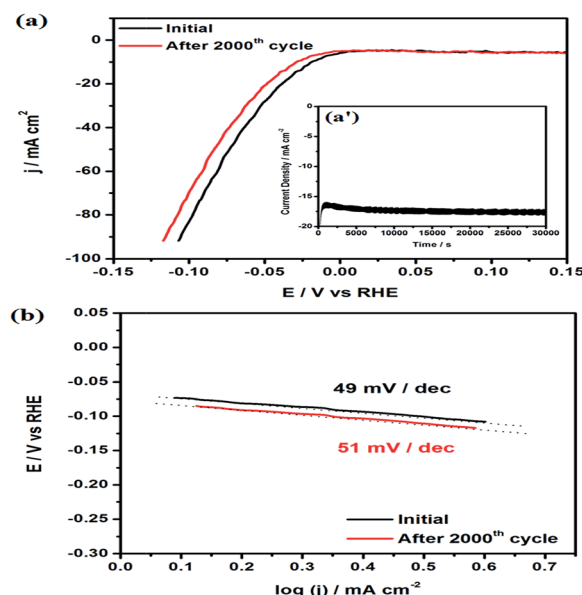 (a)
Initial
After 2000th cycle
0
-20
-40
-60
-80
-100
j / mA cm-2
-0.15
-0.10
-0.05
0.00
0.05
0.10
0.15
E / V vs RHE
(a')
0
-5
-10
-15
-20
Current Density / mA cm-2
0
5000
10000
15000
20000
25000
30000
Time / s
(b)
0.05
0.00
-0.05
-0.10
-0.15
-0.20
-0.25
-0.30
E / V vs RHE
49 mV / dec
51 mV / dec
Initial
After 2000th cycle
0.0
0.1
0.2
0.3
0.4
0.5
0.6
0.7
log (j) / mA cm-2